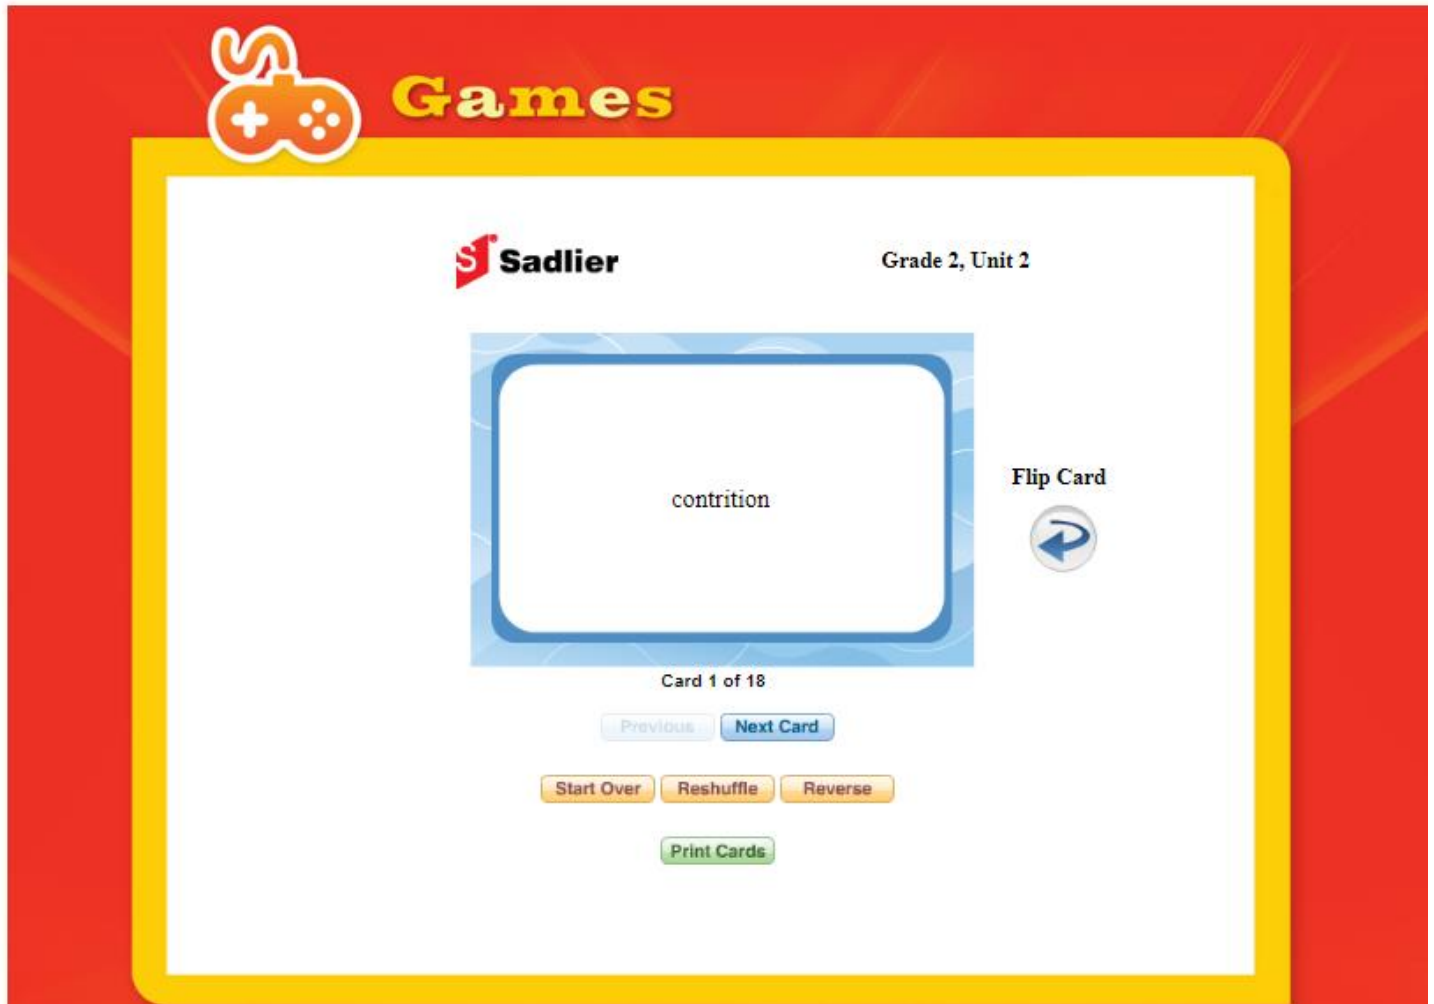 Games
Sadlier
Grade 2, Unit 2
contrition
Flip Card
Card 1 of 18
Previous Next Card
Start Over Reshuffle Reverse
Print Cards